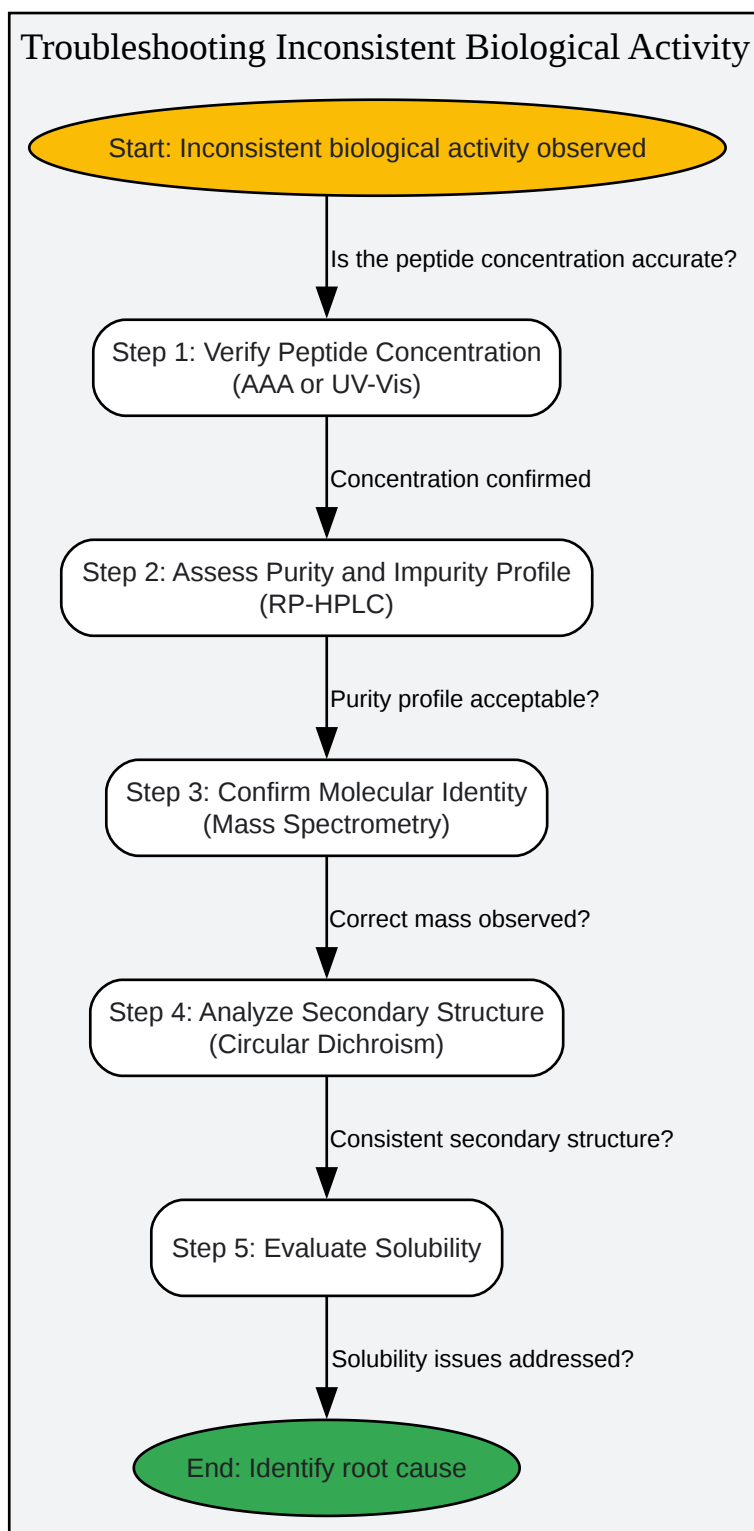 Troubleshooting Inconsistent Biological Activity
Start: Inconsistent biological activity observed
Is the peptide concentration accurate?
Step 1: Verify Peptide Concentration
(AAA or UV-Vis)
Concentration confirmed
Step 2: Assess Purity and Impurity Profile
(RP-HPLC)
Purity profile acceptable?
Step 3: Confirm Molecular Identity
(Mass Spectrometry)
Correct mass observed?
Step 4: Analyze Secondary Structure
(Circular Dichroism)
Consistent secondary structure?
Step 5: Evaluate Solubility
Solubility issues addressed?
End: Identify root cause